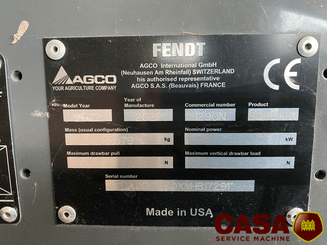 FENDT
AGCO International GmbH
(Neuhausen Am Rheinfall) SWITZERLAND
his authorised representative
AGCO S.A.S. (Beauvais) FRANCE
AGCO
YOUR AGRICULTURE COMPANY
CE
Model Year
Year of Manufacture
Commercial number
Product
Mass (usual configuration)
kg
Nominal power
kW
Maximum drawbar pull
N
Maximum vertical drawbar load
N
Serial number
Made in USA
CASA
SERVICE MACHINE